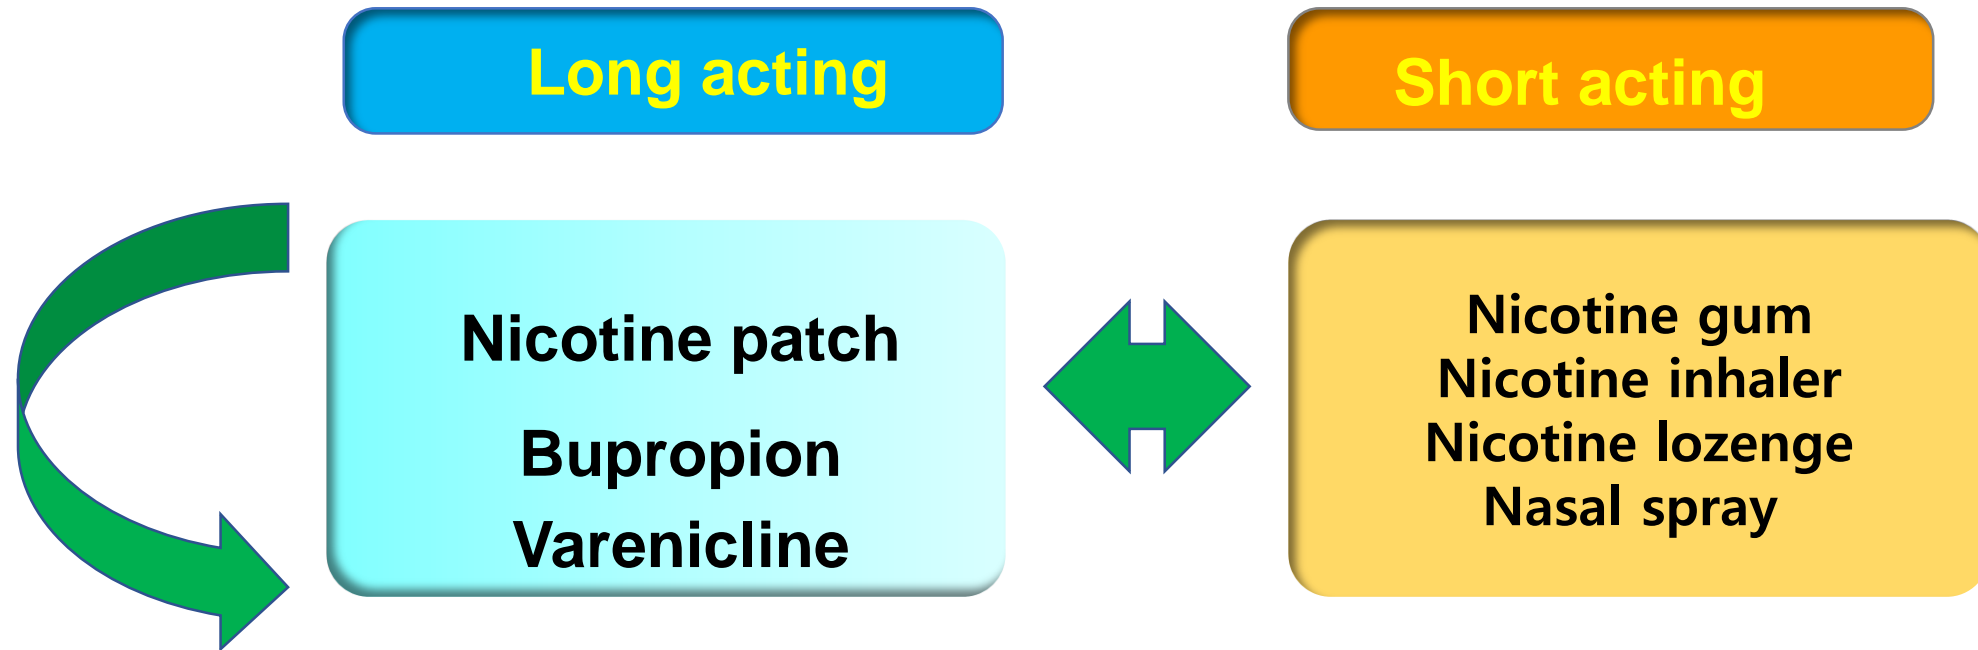 Long acting
Short acting
Nicotine patch
Bupropion
Varenicline
Nicotine gum
Nicotine inhaler
Nicotine lozenge
Nasal spray